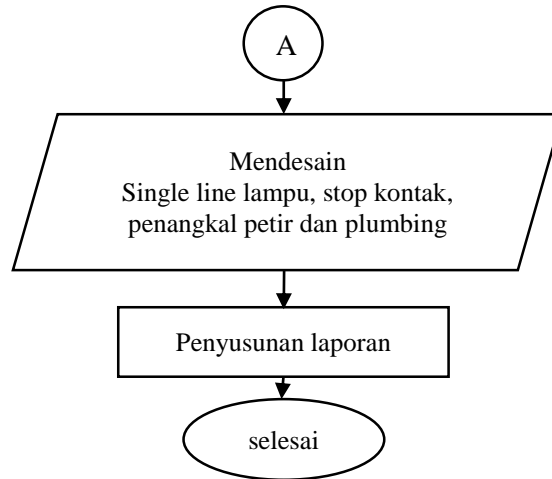 A
Mendesain
Single line lampu, stop kontak,
penangkal petir dan plumbing
Penyusunan laporan
selesai